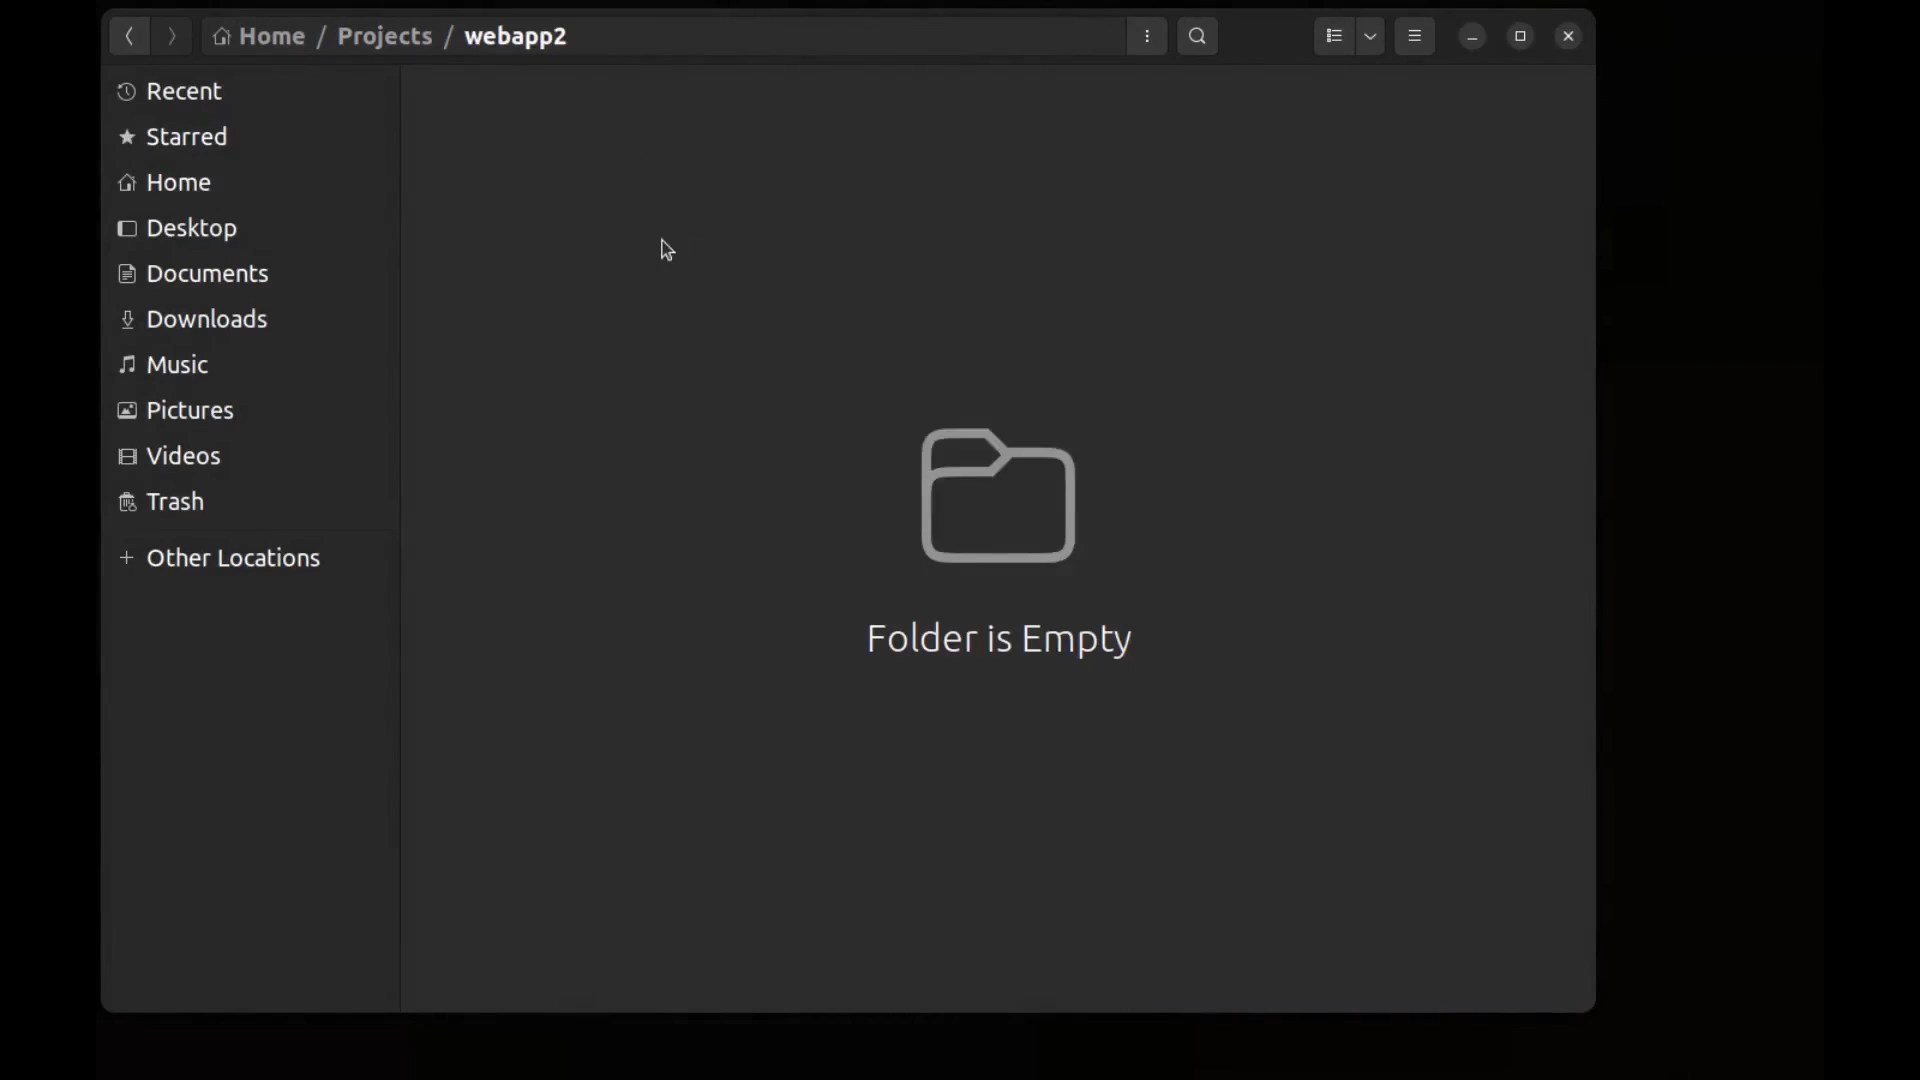 Home / Projects / webapp2
Recent
Starred
Home
Desktop
Documents
Downloads
Music
Pictures
Videos
Trash
Other Locations
Folder is Empty